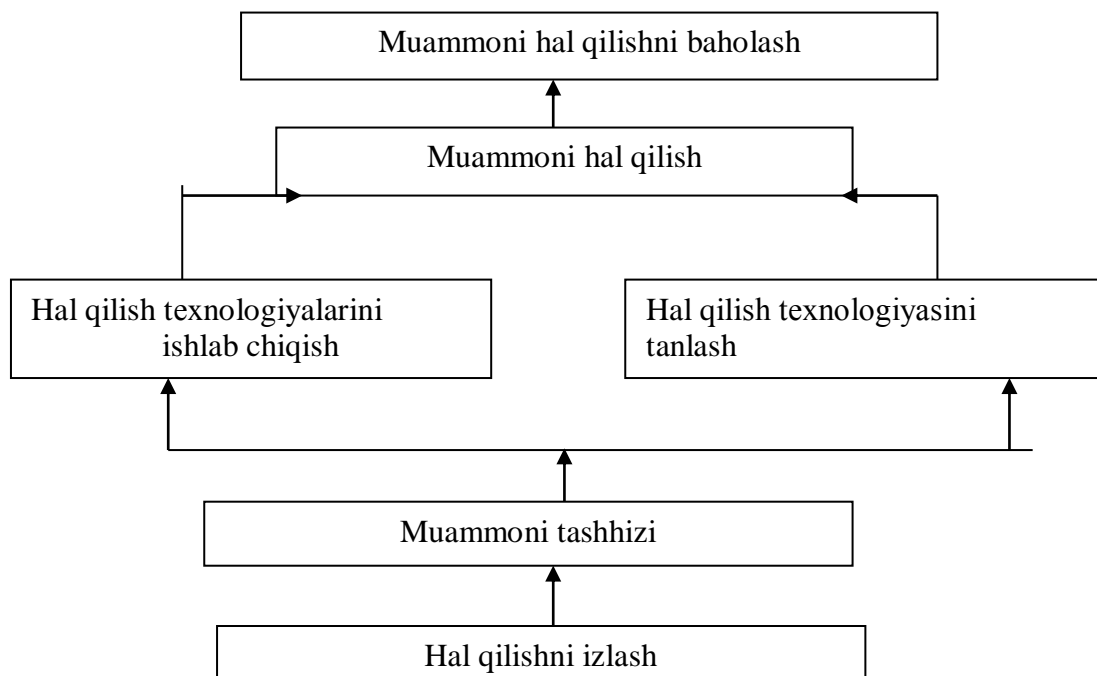 Muammoni hal qilishni baholash
Muammoni hal qilish
Hal qilish texnologiyalarini
ishlab chiqish
Hal qilish texnologiyasini
tanlash
Muammoni tashhizi
Hal qilishni izlash